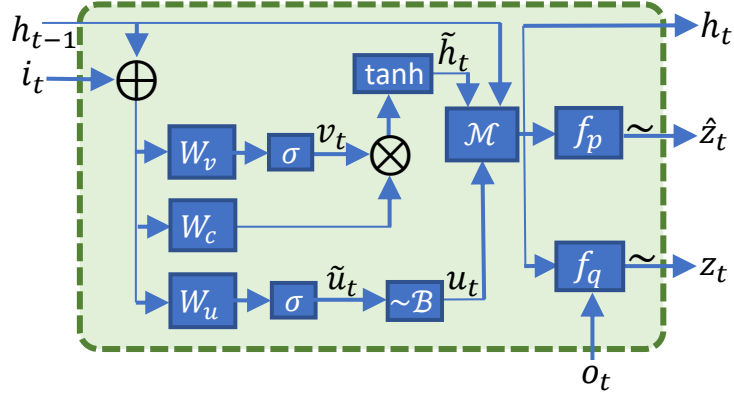 h_{t−1} h_t
i_t h̃_t
tanh
W_v σ v_t ℳ f_p ~ ẑ_t
W_c
W_u σ ũ_t ~ℬ u_t f_q ~ z_t
o_t